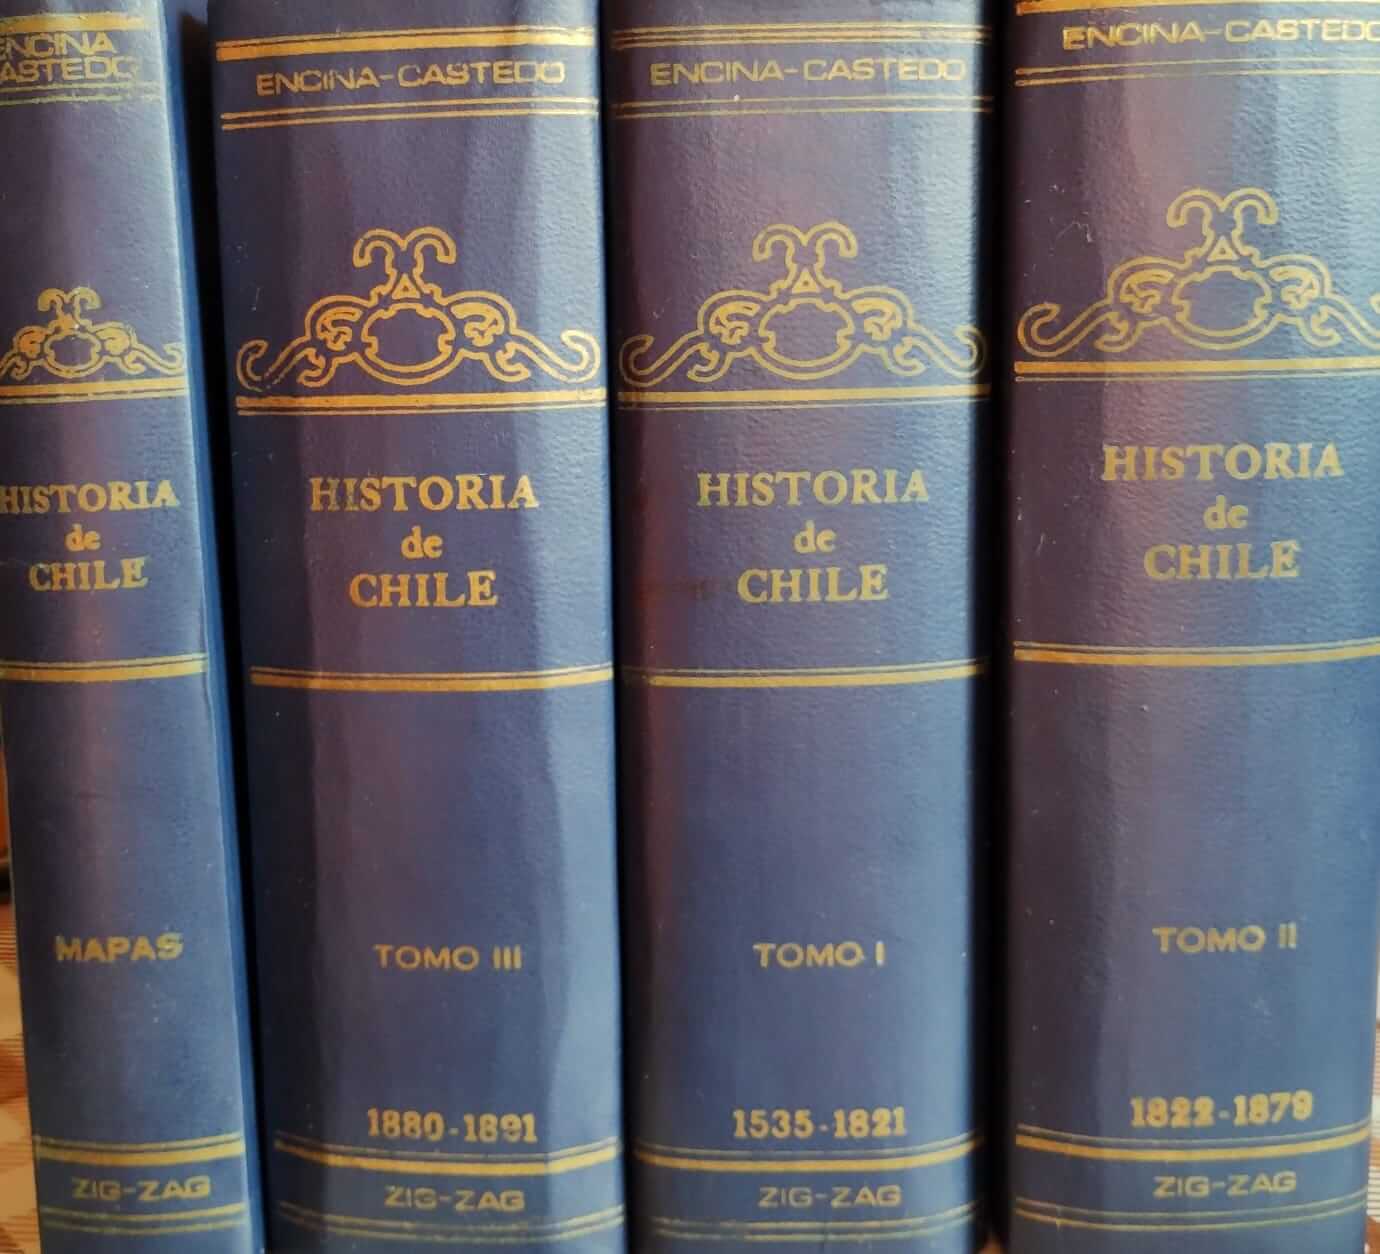 ENCINA
CASTEDO
HISTORIA
de
CHILE
MAPAS
ZIG-ZAG
ENCINA-CASTEDO
HISTORIA
de
CHILE
TOMO III
1880-1891
ZIG-ZAG
ENCINA-CASTEDO
HISTORIA
de
CHILE
TOMO I
1535-1821
ZIG-ZAG
ENCINA-CASTEDO
HISTORIA
de
CHILE
TOMO II
1822-1879
ZIG-ZAG